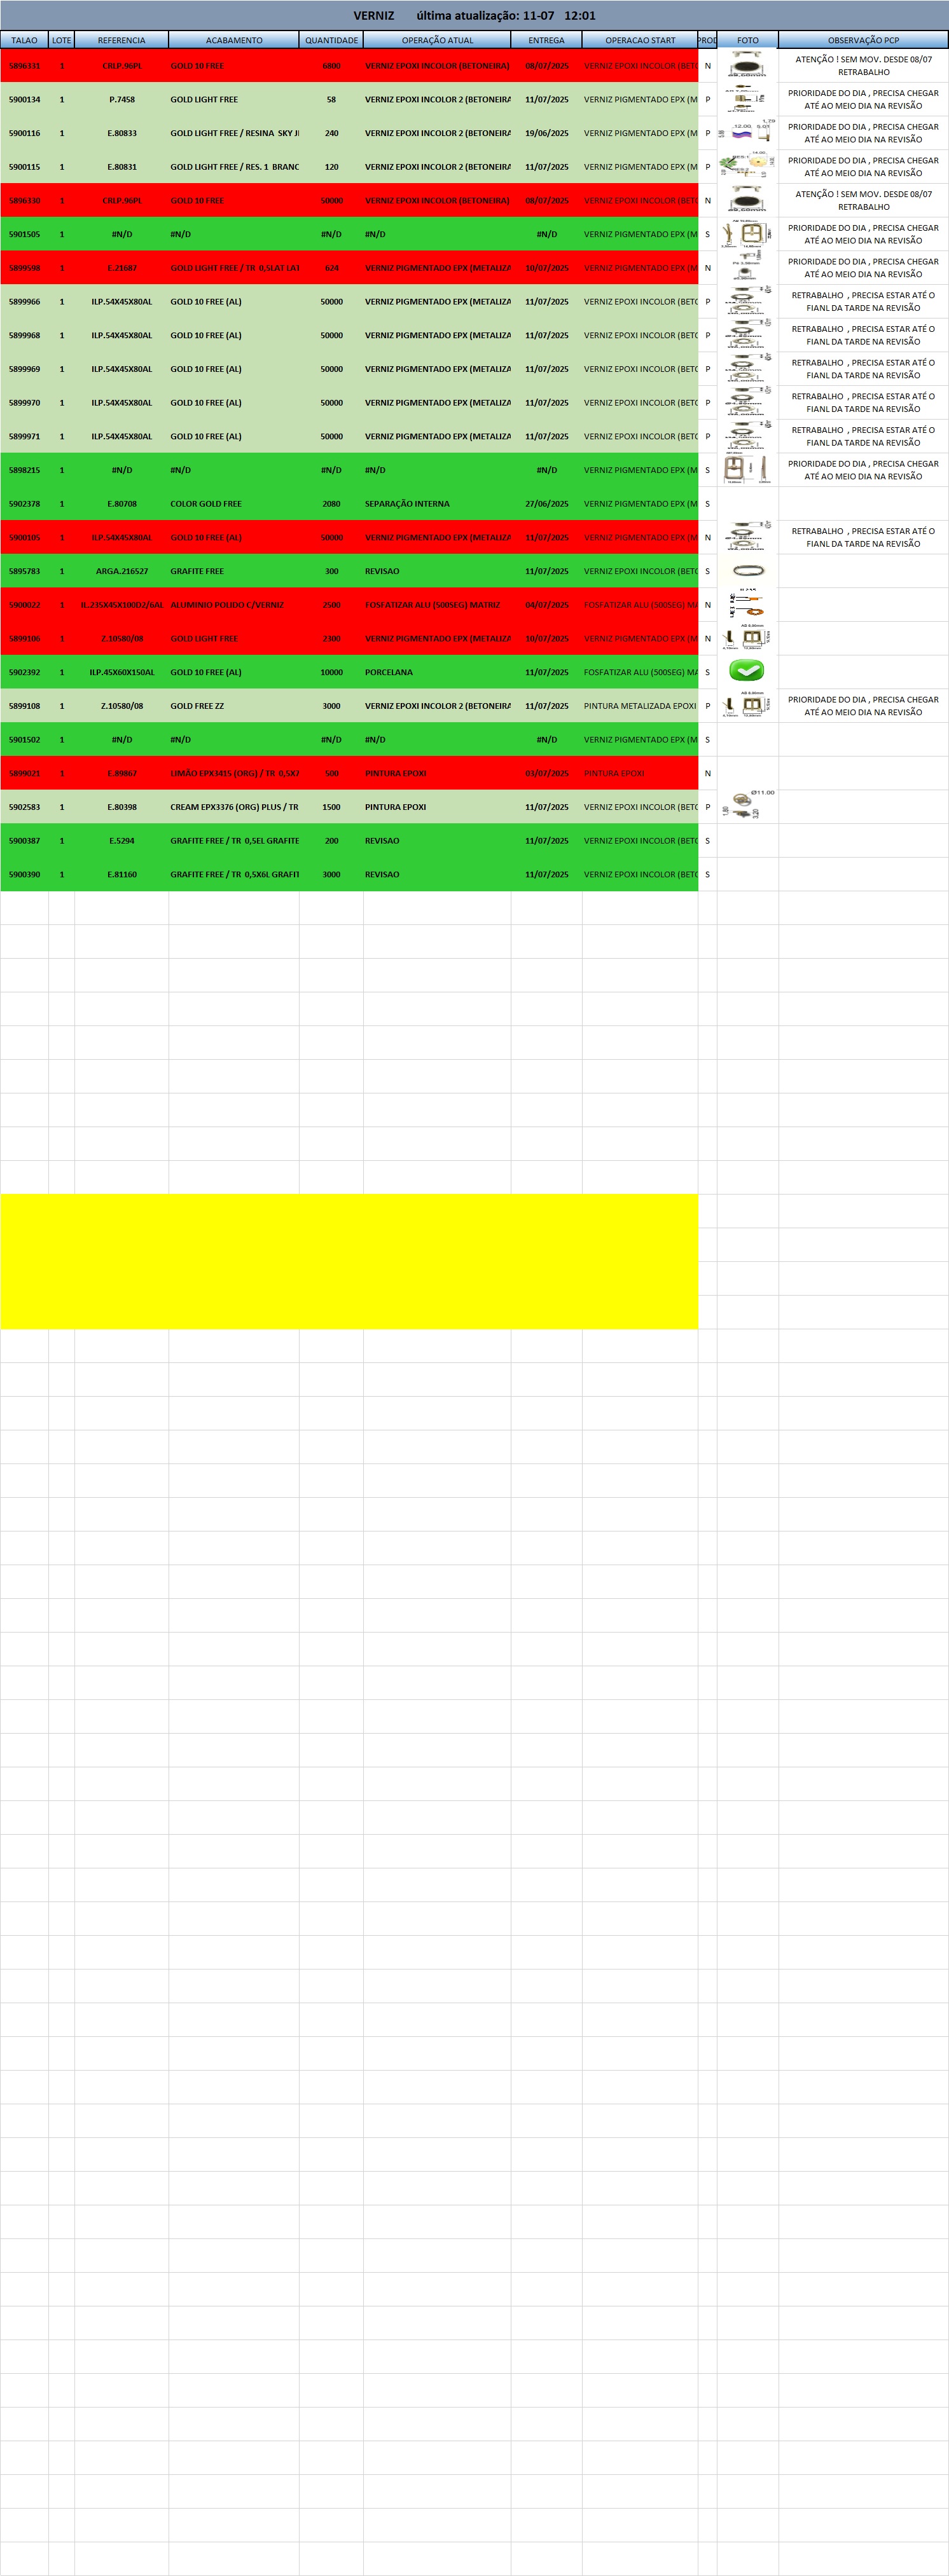 VERNIZ última atualização: 11-07 12:01
TALAO LOTE REFERENCIA ACABAMENTO QUANTIDADE OPERAÇÃO ATUAL ENTREGA OPERACAO START PROD FOTO OBSERVAÇÃO PCP
5896331 1 CRLP.96PL GOLD 10 FREE 6800 VERNIZ EPOXI INCOLOR (BETONEIRA) 08/07/2025 VERNIZ EPOXI INCOLOR (BETO N ATENÇÃO ! SEM MOV. DESDE 08/07
RETRABALHO
5900134 1 P.7458 GOLD LIGHT FREE 58 VERNIZ EPOXI INCOLOR 2 (BETONEIRA 11/07/2025 VERNIZ PIGMENTADO EPX (M P PRIORIDADE DO DIA , PRECISA CHEGAR
ATÉ AO MEIO DIA NA REVISÃO
5900116 1 E.80833 GOLD LIGHT FREE / RESINA SKY JI 240 VERNIZ EPOXI INCOLOR 2 (BETONEIRA 19/06/2025 VERNIZ PIGMENTADO EPX (M P 12.00 PRIORIDADE DO DIA , PRECISA CHEGAR
ATÉ AO MEIO DIA NA REVISÃO
5900115 1 E.80831 GOLD LIGHT FREE / RES. 1 BRANC 120 VERNIZ EPOXI INCOLOR 2 (BETONEIRA 11/07/2025 VERNIZ PIGMENTADO EPX (M P PRIORIDADE DO DIA , PRECISA CHEGAR
ATÉ AO MEIO DIA NA REVISÃO
5896330 1 CRLP.96PL GOLD 10 FREE 50000 VERNIZ EPOXI INCOLOR (BETONEIRA) 08/07/2025 VERNIZ EPOXI INCOLOR (BETO N ATENÇÃO ! SEM MOV. DESDE 08/07
RETRABALHO
5901505 1 #N/D #N/D #N/D #N/D #N/D VERNIZ PIGMENTADO EPX (M S PRIORIDADE DO DIA , PRECISA CHEGAR
ATÉ AO MEIO DIA NA REVISÃO
5899598 1 E.21687 GOLD LIGHT FREE / TR 0,5LAT LAT 624 VERNIZ PIGMENTADO EPX (METALIZA 10/07/2025 VERNIZ PIGMENTADO EPX (M N PRIORIDADE DO DIA , PRECISA CHEGAR
ATÉ AO MEIO DIA NA REVISÃO
5899966 1 ILP.54X45X80AL GOLD 10 FREE (AL) 50000 VERNIZ PIGMENTADO EPX (METALIZA 11/07/2025 VERNIZ EPOXI INCOLOR (BETO P RETRABALHO , PRECISA ESTAR ATÉ O
FIANL DA TARDE NA REVISÃO
5899968 1 ILP.54X45X80AL GOLD 10 FREE (AL) 50000 VERNIZ PIGMENTADO EPX (METALIZA 11/07/2025 VERNIZ EPOXI INCOLOR (BETO P RETRABALHO , PRECISA ESTAR ATÉ O
FIANL DA TARDE NA REVISÃO
5899969 1 ILP.54X45X80AL GOLD 10 FREE (AL) 50000 VERNIZ PIGMENTADO EPX (METALIZA 11/07/2025 VERNIZ EPOXI INCOLOR (BETO P RETRABALHO , PRECISA ESTAR ATÉ O
FIANL DA TARDE NA REVISÃO
5899970 1 ILP.54X45X80AL GOLD 10 FREE (AL) 50000 VERNIZ PIGMENTADO EPX (METALIZA 11/07/2025 VERNIZ EPOXI INCOLOR (BETO P RETRABALHO , PRECISA ESTAR ATÉ O
FIANL DA TARDE NA REVISÃO
5899971 1 ILP.54X45X80AL GOLD 10 FREE (AL) 50000 VERNIZ PIGMENTADO EPX (METALIZA 11/07/2025 VERNIZ EPOXI INCOLOR (BETO P RETRABALHO , PRECISA ESTAR ATÉ O
FIANL DA TARDE NA REVISÃO
5898215 1 #N/D #N/D #N/D #N/D #N/D VERNIZ PIGMENTADO EPX (M S PRIORIDADE DO DIA , PRECISA CHEGAR
ATÉ AO MEIO DIA NA REVISÃO
5902378 1 E.80708 COLOR GOLD FREE 2080 SEPARAÇÃO INTERNA 27/06/2025 VERNIZ PIGMENTADO EPX (M S
5900105 1 ILP.54X45X80AL GOLD 10 FREE (AL) 50000 VERNIZ PIGMENTADO EPX (METALIZA 11/07/2025 VERNIZ PIGMENTADO EPX (M N RETRABALHO , PRECISA ESTAR ATÉ O
FIANL DA TARDE NA REVISÃO
5895783 1 ARGA.216527 GRAFITE FREE 300 REVISAO 11/07/2025 VERNIZ EPOXI INCOLOR (BETO S
5900022 1 IL.235X45X100D2/6AL ALUMINIO POLIDO C/VERNIZ 2500 FOSFATIZAR ALU (500SEG) MATRIZ 04/07/2025 FOSFATIZAR ALU (500SEG) MA N
5899106 1 Z.10580/08 GOLD LIGHT FREE 2300 VERNIZ PIGMENTADO EPX (METALIZA 10/07/2025 VERNIZ PIGMENTADO EPX (M N
5902392 1 ILP.45X60X150AL GOLD 10 FREE (AL) 10000 PORCELANA 11/07/2025 FOSFATIZAR ALU (500SEG) MA S
5899108 1 Z.10580/08 GOLD FREE ZZ 3000 VERNIZ EPOXI INCOLOR 2 (BETONEIRA 11/07/2025 PINTURA METALIZADA EPOXI P PRIORIDADE DO DIA , PRECISA CHEGAR
ATÉ AO MEIO DIA NA REVISÃO
5901502 1 #N/D #N/D #N/D #N/D #N/D VERNIZ PIGMENTADO EPX (M S
5899021 1 E.89867 LIMÃO EPX3415 (ORG) / TR 0,5X7 500 PINTURA EPOXI 03/07/2025 PINTURA EPOXI N
5902583 1 E.80398 CREAM EPX3376 (ORG) PLUS / TR 1500 PINTURA EPOXI 11/07/2025 VERNIZ EPOXI INCOLOR (BETO P Ø11.00 1,80 3,20
5900387 1 E.5294 GRAFITE FREE / TR 0,5EL GRAFITE 200 REVISAO 11/07/2025 VERNIZ EPOXI INCOLOR (BETO S
5900390 1 E.81160 GRAFITE FREE / TR 0,5X6L GRAFIT 3000 REVISAO 11/07/2025 VERNIZ EPOXI INCOLOR (BETO S